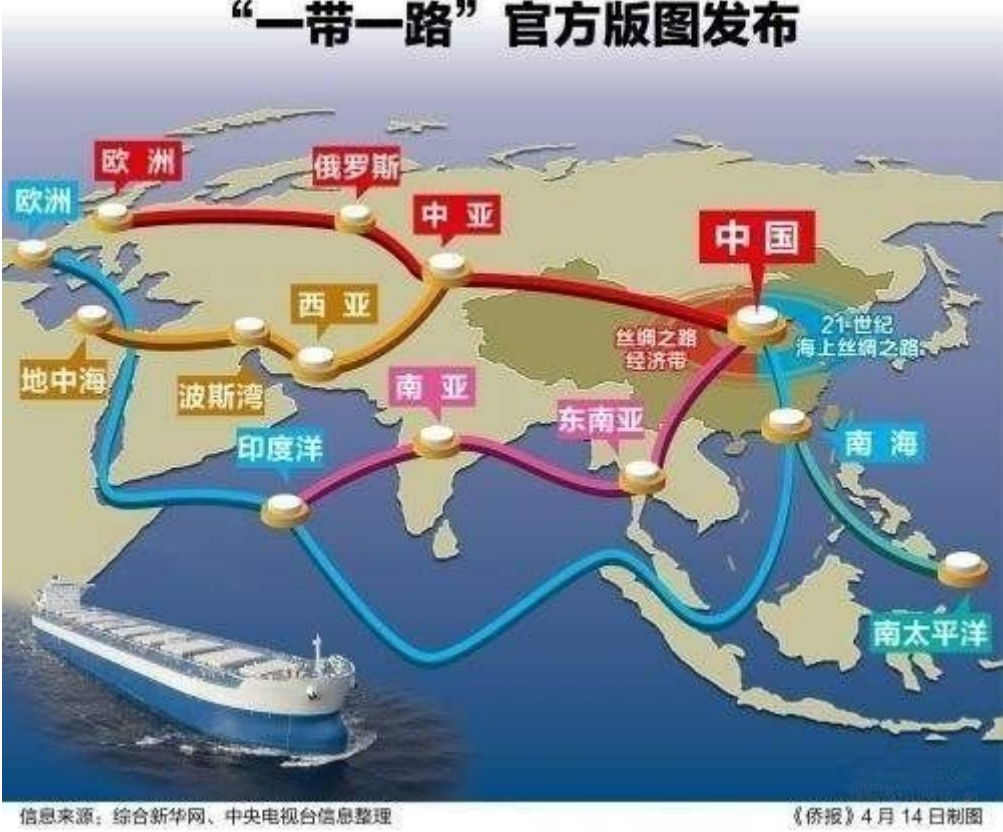 “一带一路”官方版图发布
欧洲
俄罗斯
欧洲
中亚
中国
西亚
21世纪
海上丝绸之路
丝绸之路
经济带
地中海
波斯湾
南亚
东南亚
印度洋
南海
南太平洋
信息来源：综合新华网、中央电视台信息整理
《侨报》4月14日制图